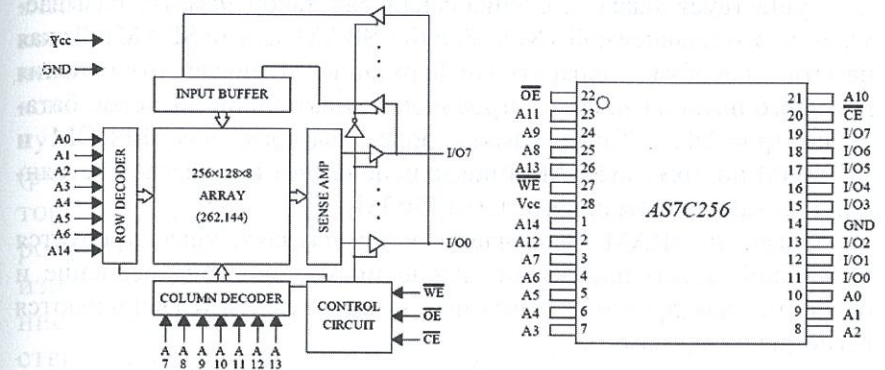 Vcc
GND
INPUT BUFFER
A0
A1
A2
A3
A4
A5
A6
A14
ROW DECODER
256×128×8
ARRAY
(262,144)
SENSE AMP
I/O7
I/O0
COLUMN DECODER
A A A A A A A
7 8 9 10 11 12 13
CONTROL
CIRCUIT
WE
OE
CE
OE 22
A11 23
A9 24
A8 25
A13 26
WE 27
Vcc 28
A14 1
A12 2
A7 3
A6 4
A5 5
A4 6
A3 7
AS7C256
21 A10
20 CE
19 I/O7
18 I/O6
17 I/O5
16 I/O4
15 I/O3
14 GND
13 I/O2
12 I/O1
11 I/O0
10 A0
9 A1
8 A2